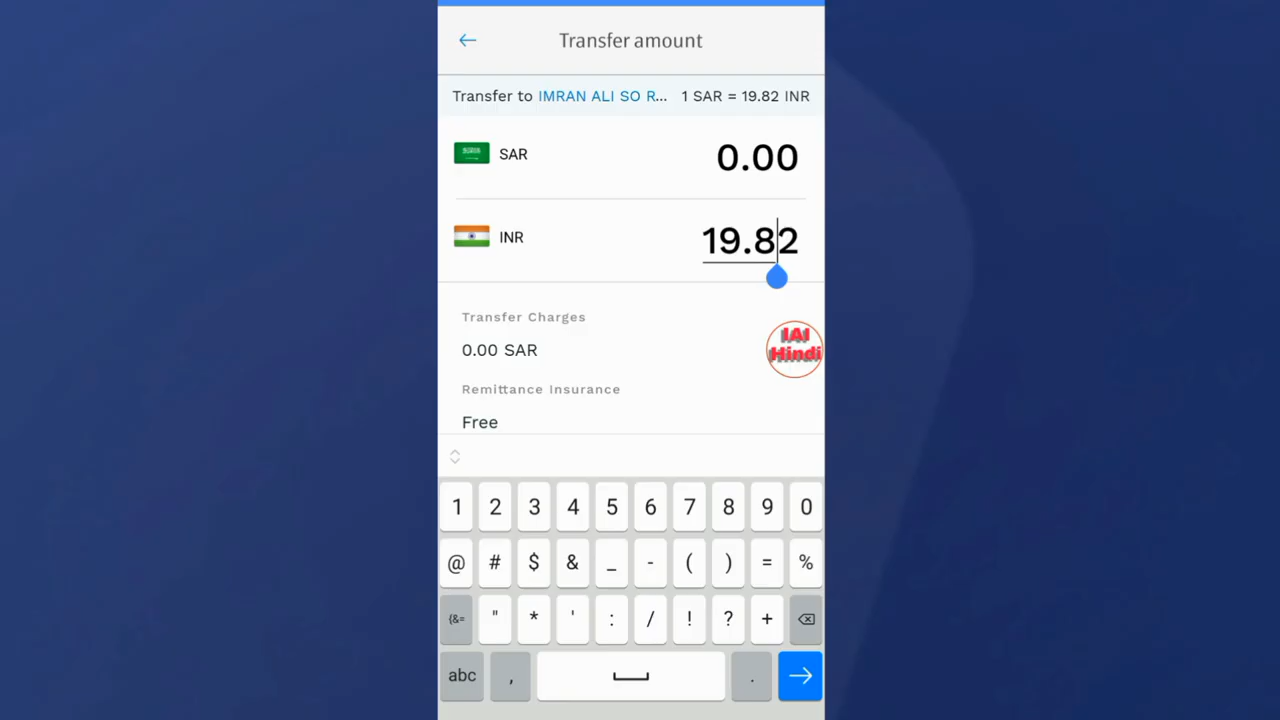 Transfer amount
Transfer to IMRAN ALI SO R... 1 SAR = 19.82 INR
SAR 0.00
INR 19.82
Transfer Charges
0.00 SAR
IAI
Hindi
Remittance Insurance
Free
1 2 3 4 5 6 7 8 9 0
@ # $ & _ - ( ) = %
{&= " * ' : / ! ? +
abc , .